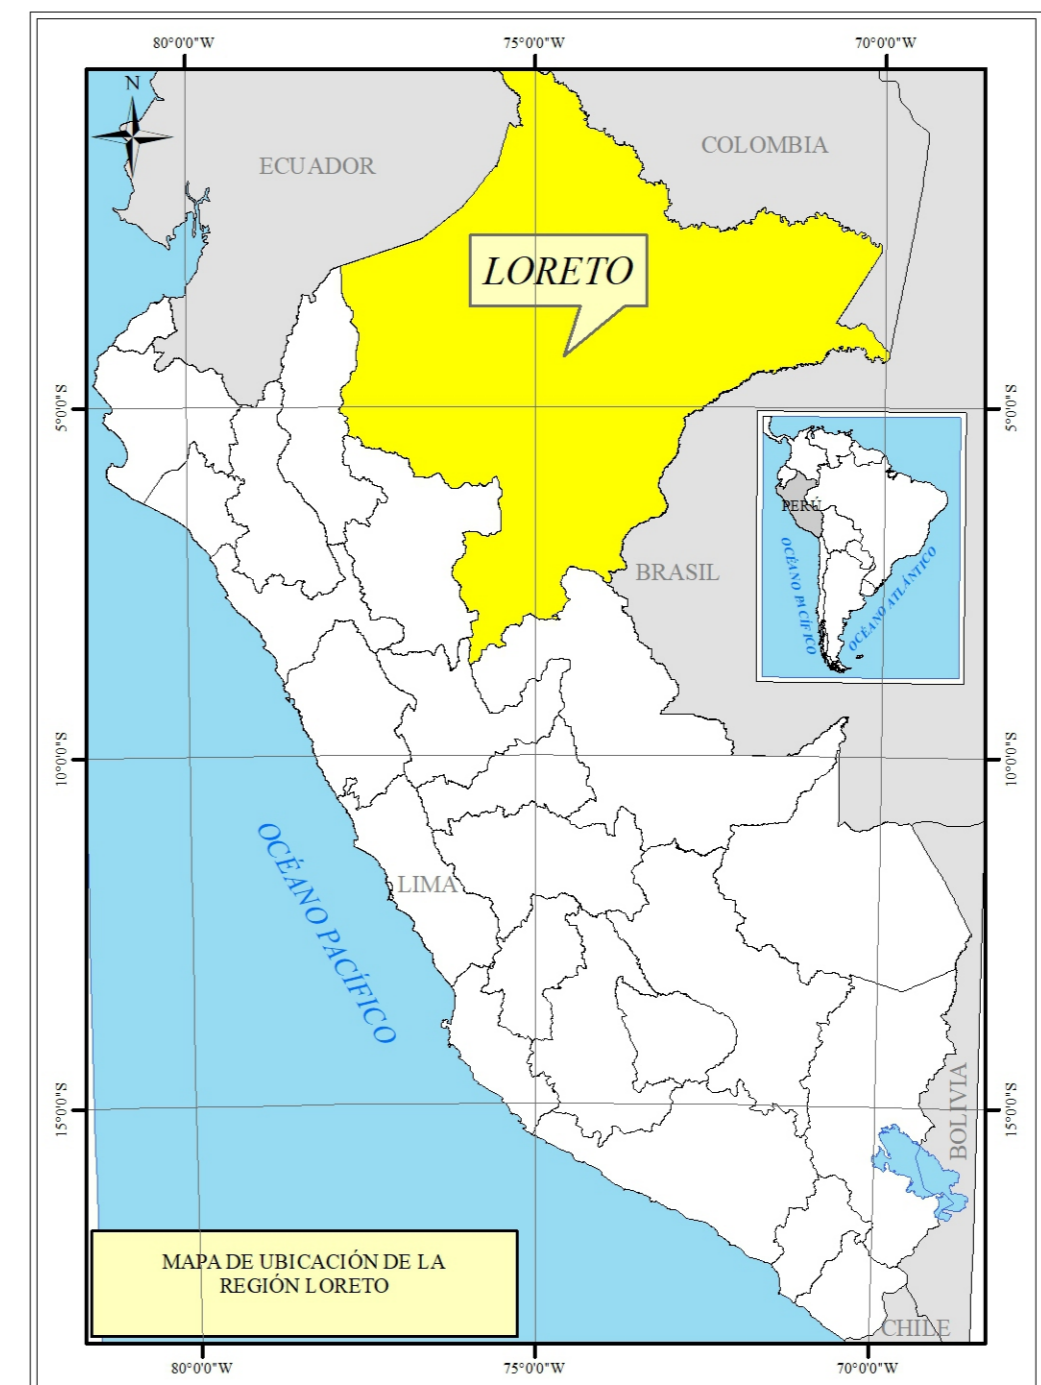 80°0'0"W
75°0'0"W
70°0'0"W
N
ECUADOR
COLOMBIA
LORETO
5°0'0"S
5°0'0"S
PERÚ
OCÉANO PACÍFICO
OCÉANO ATLÁNTICO
BRASIL
10°0'0"S
10°0'0"S
OCÉANO PACÍFICO
LIMA
15°0'0"S
15°0'0"S
BOLIVIA
MAPA DE UBICACIÓN DE LA
REGIÓN LORETO
CHILE
80°0'0"W
75°0'0"W
70°0'0"W